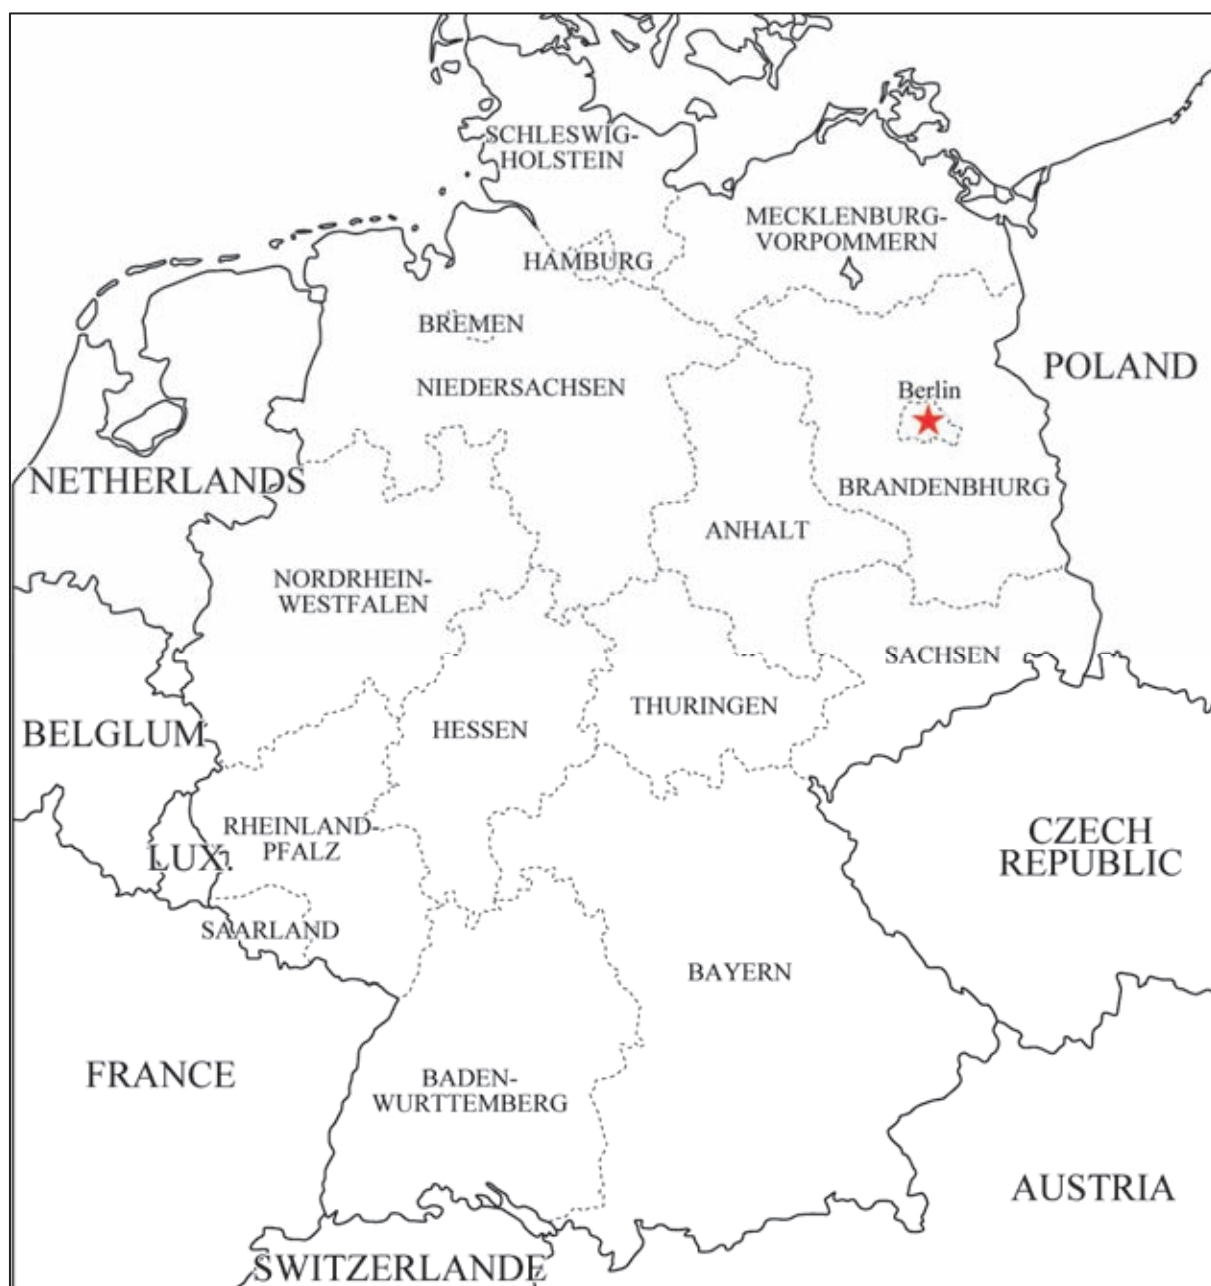 SCHLESWIG-
HOLSTEIN
MECKLENBURG-
VORPOMMERN
HAMBURG
BREMEN
NIEDERSACHSEN
POLAND
Berlin
NETHERLANDS
BRANDENBHURG
ANHALT
NORDRHEIN-
WESTFALEN
SACHSEN
THURINGEN
BELGLUM
HESSEN
RHEINLAND-
PFALZ
LUX.
CZECH
REPUBLIC
SAARLAND
BAYERN
FRANCE
BADEN-
WURTTEMBERG
AUSTRIA
SWITZERLANDE